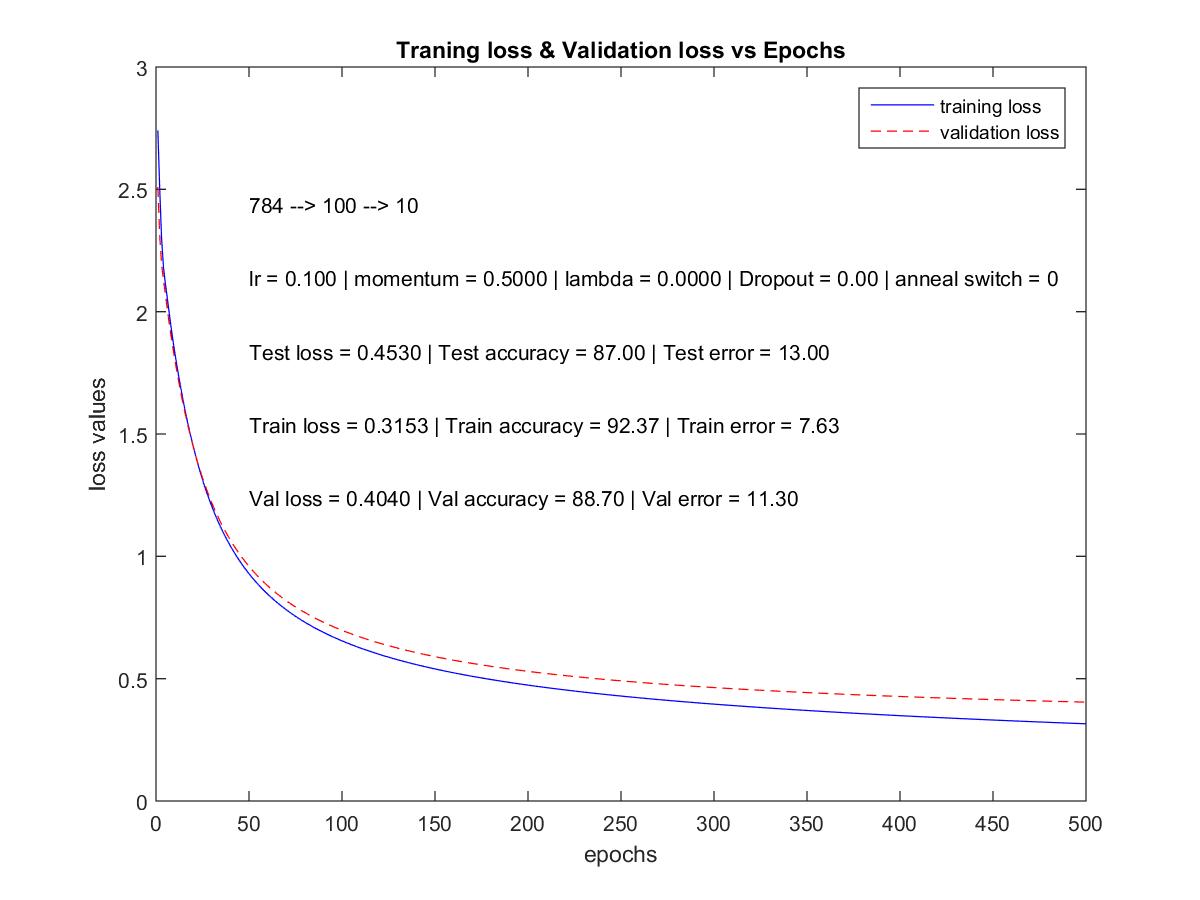 Traning loss & Validation loss vs Epochs
3
training loss
validation loss
2.5
784 --> 100 --> 10
lr = 0.100 | momentum = 0.5000 | lambda = 0.0000 | Dropout = 0.00 | anneal switch = 0
2
Test loss = 0.4530 | Test accuracy = 87.00 | Test error = 13.00
loss values
1.5
Train loss = 0.3153 | Train accuracy = 92.37 | Train error = 7.63
Val loss = 0.4040 | Val accuracy = 88.70 | Val error = 11.30
1
0.5
0
0 50 100 150 200 250 300 350 400 450 500
epochs